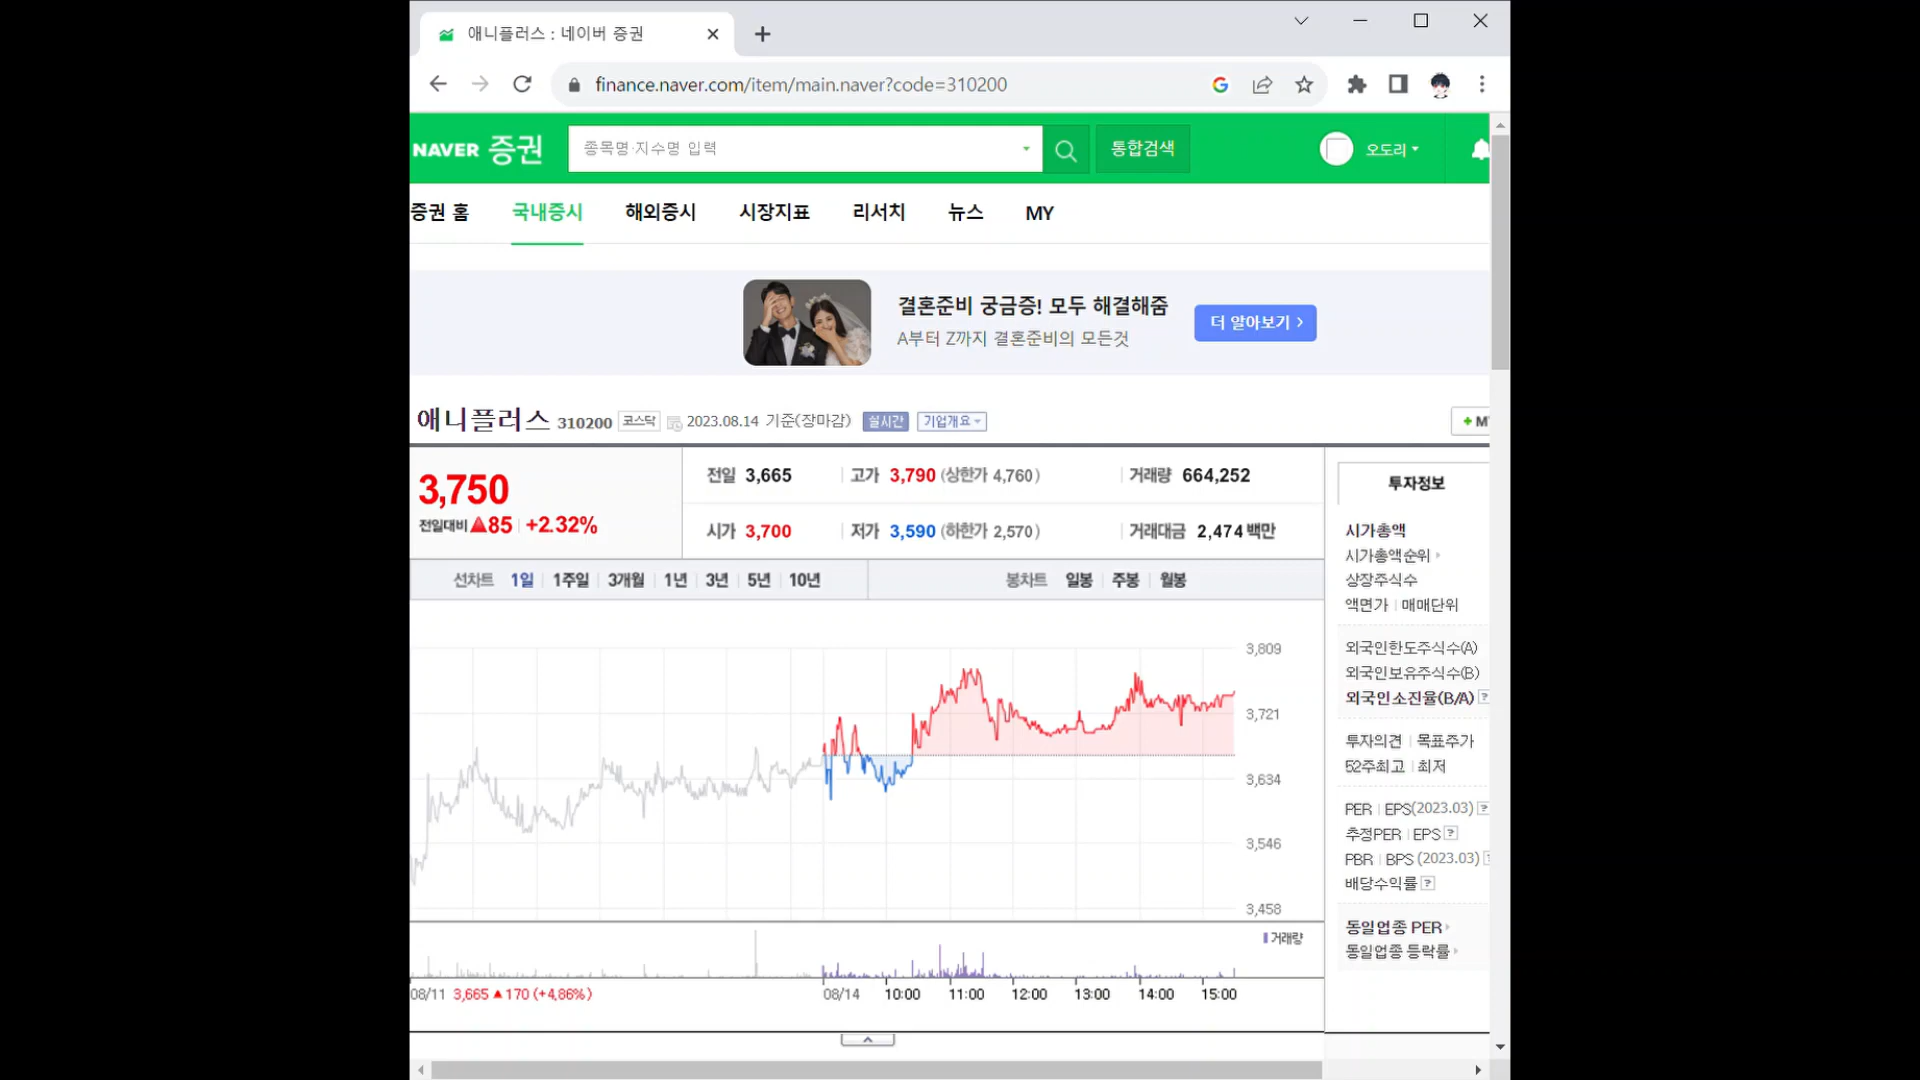 애니플러스 : 네이버 증권
finance.naver.com/item/main.naver?code=310200
NAVER 증권
종목명·지수명 입력
통합검색
오도리
증권 홈 국내증시 해외증시 시장지표 리서치 뉴스 MY
결혼준비 궁금증! 모두 해결해줌
A부터 Z까지 결혼준비의 모든것
더 알아보기 >
애니플러스 310200 코스닥 2023.08.14 기준(장마감) 실시간 기업개요
+ M
3,750
전일대비 ▲85 +2.32%
전일 3,665 고가 3,790 (상한가 4,760) 거래량 664,252
시가 3,700 저가 3,590 (하한가 2,570) 거래대금 2,474 백만
선차트 1일 1주일 3개월 1년 3년 5년 10년 봉차트 일봉 주봉 월봉
3,809
3,721
3,634
3,546
3,458
거래량
08/11 3,665 ▲170 (+4.86%) 08/14 10:00 11:00 12:00 13:00 14:00 15:00
투자정보
시가총액
시가총액순위
상장주식수
액면가 | 매매단위
외국인한도주식수(A)
외국인보유주식수(B)
외국인소진율(B/A) ?
투자의견 | 목표주가
52주최고 | 최저
PER | EPS(2023.03) ?
추정PER | EPS ?
PBR | BPS (2023.03) ?
배당수익률 ?
동일업종 PER
동일업종 등락률